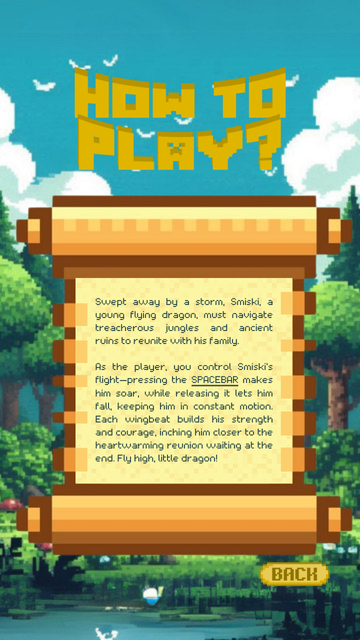 HOW TO
PLAY?
Swept away by a storm, Smiski, a
young flying dragon, must navigate
treacherous jungles and ancient
ruins to reunite with his family.
As the player, you control Smiski's
flight—pressing the SPACEBAR makes
him soar, while releasing it lets him
fall, keeping him in constant motion.
Each wingbeat builds his strength
and courage, inching him closer to the
heartwarming reunion waiting at the
end. Fly high, little dragon!
BACK